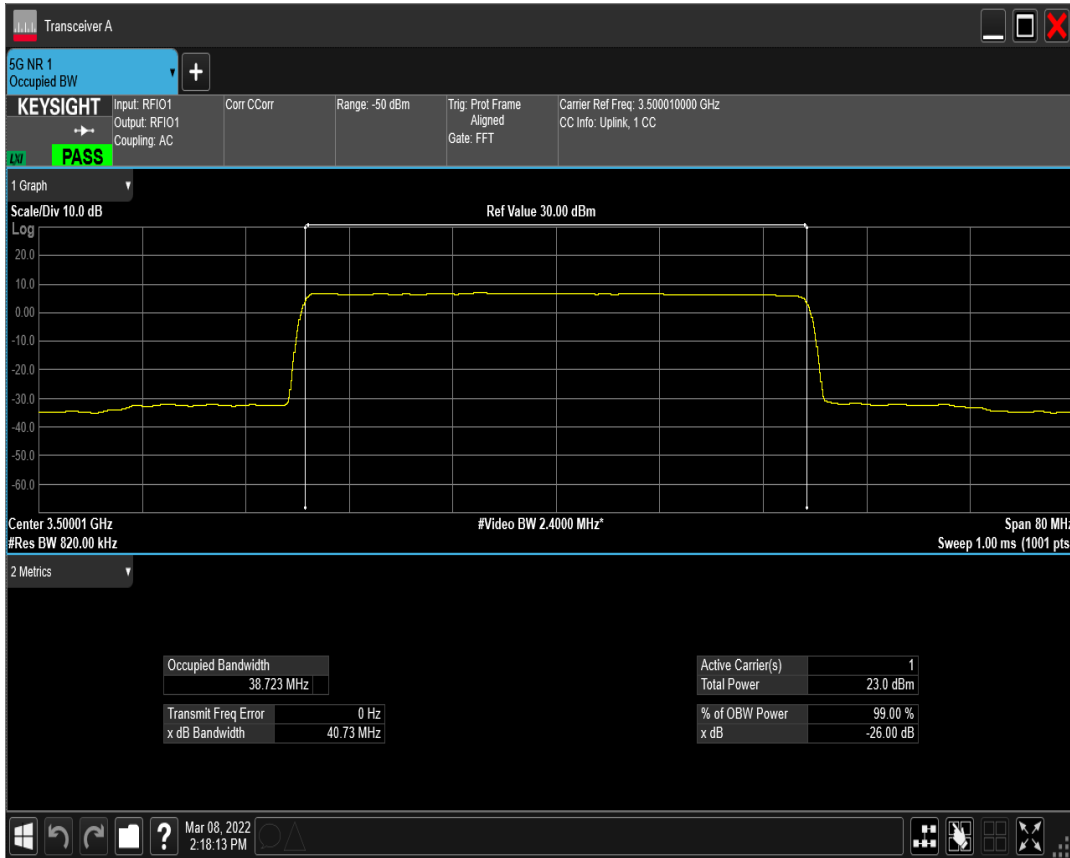 Transceiver A
5G NR 1
Occupied BW
KEYSIGHT
LXI
PASS
Input: RFIO1
Output: RFIO1
Coupling: AC
Corr CCorr
Range: -50 dBm
Trig: Prot Frame
Aligned
Gate: FFT
Carrier Ref Freq: 3.500010000 GHz
CC Info: Uplink, 1 CC
1 Graph
Scale/Div 10.0 dB
Ref Value 30.00 dBm
Log
20.0
10.0
0.00
-10.0
-20.0
-30.0
-40.0
-50.0
-60.0
Center 3.50001 GHz
#Video BW 2.4000 MHz*
Span 80 MHz
#Res BW 820.00 kHz
Sweep 1.00 ms (1001 pts
2 Metrics
Occupied Bandwidth
38.723 MHz
Transmit Freq Error 0 Hz
x dB Bandwidth 40.73 MHz
Active Carrier(s) 1
Total Power 23.0 dBm
% of OBW Power 99.00 %
x dB -26.00 dB
?
Mar 08, 2022
2:18:13 PM